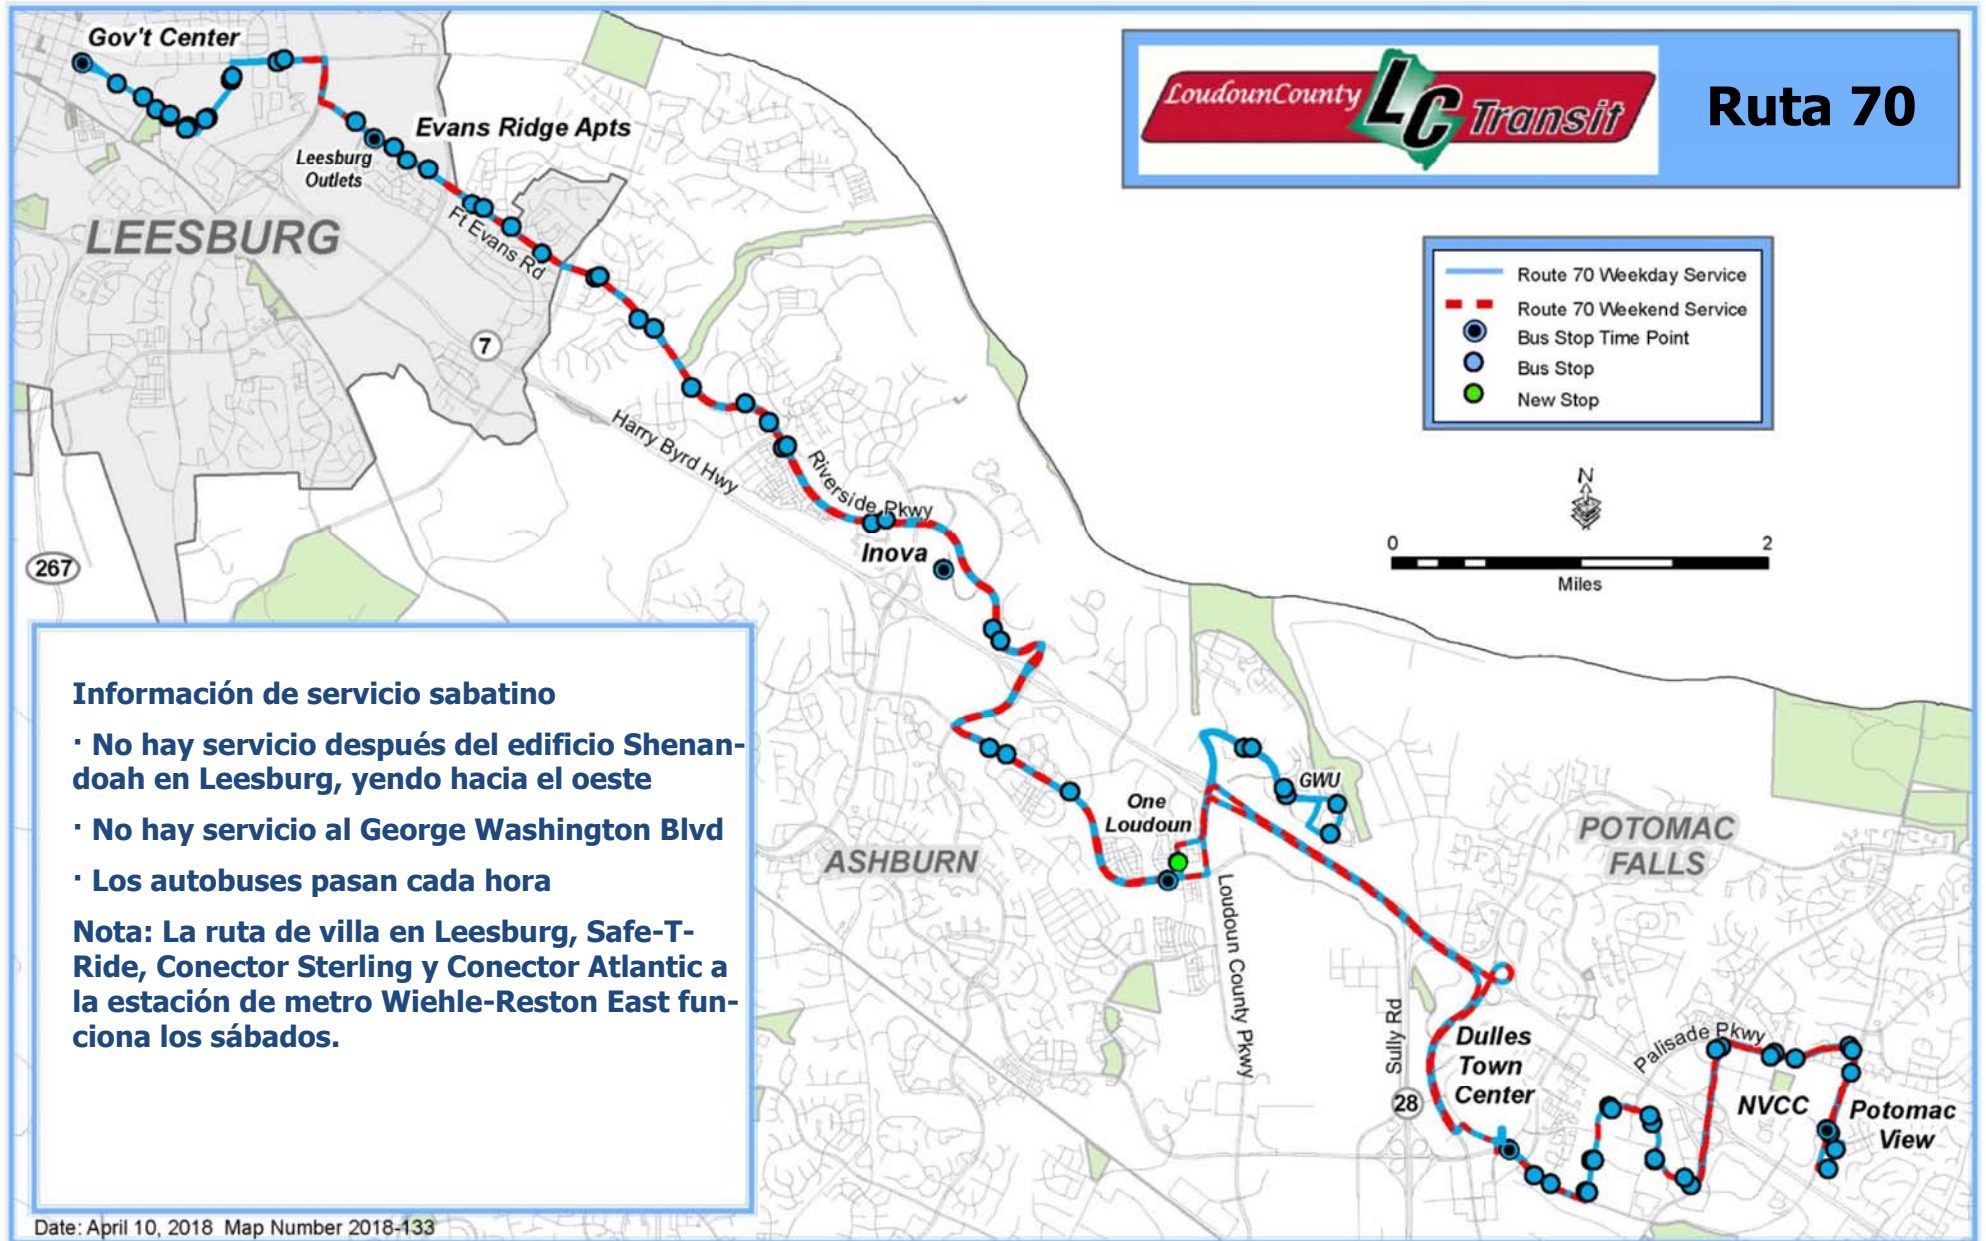 Gov't Center
LoudounCounty
LC Transit
Ruta 70
Evans Ridge Apts
Leesburg
Outlets
LEESBURG
Ft Evans Rd
7
Route 70 Weekday Service
Route 70 Weekend Service
Bus Stop Time Point
Bus Stop
New Stop
Harry Byrd Hwy
Riverside Pkwy
N
0 2
Miles
Inova
267
Información de servicio sabatino
· No hay servicio después del edificio Shenan-
doah en Leesburg, yendo hacia el oeste
· No hay servicio al George Washington Blvd
· Los autobuses pasan cada hora
Nota: La ruta de villa en Leesburg, Safe-T-
Ride, Conector Sterling y Conector Atlantic a
la estación de metro Wiehle-Reston East fun-
ciona los sábados.
GWU
One
Loudoun
ASHBURN
POTOMAC
FALLS
Loudoun County Pkwy
Sully Rd
28
Dulles
Town
Center
Palisade Pkwy
NVCC
Potomac
View
Date: April 10, 2018 Map Number 2018-133